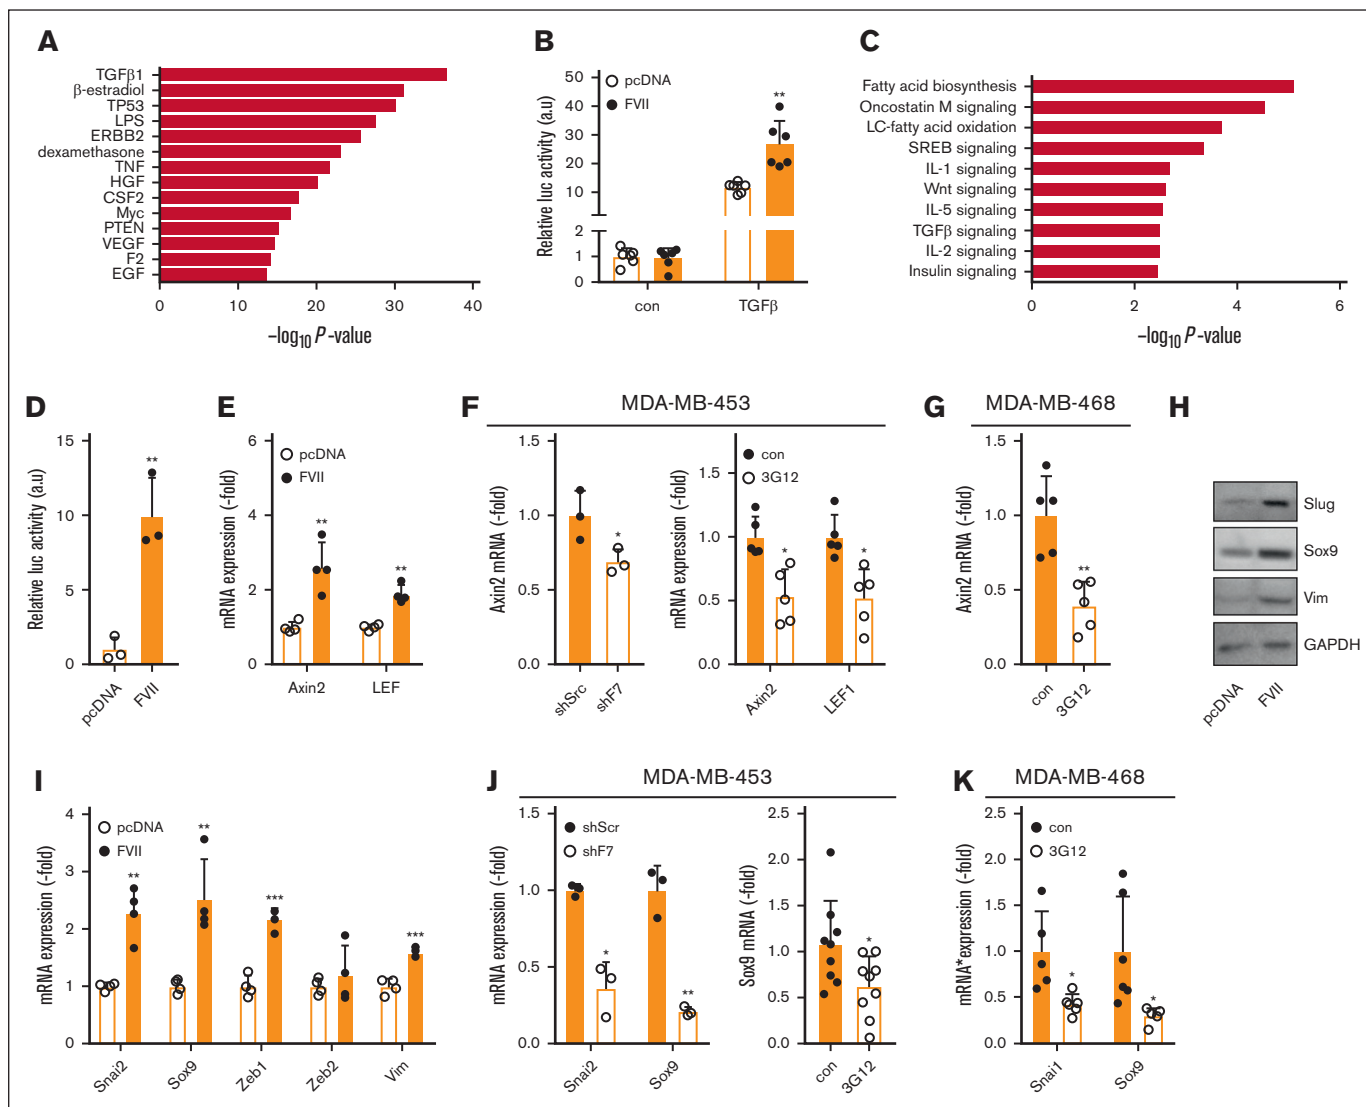 A
TGFβ1
β-estradiol
TP53
LPS
ERBB2
dexamethasone
TNF
HGF
CSF2
Myc
PTEN
VEGF
F2
EGF
0 10 20 30 40
–log10 P-value
B
Relative luc activity (a.u)
50
40
30
20
10
2
1
0
pcDNA
FVII
**
con TGFβ
C
Fatty acid biosynthesis
Oncostatin M signaling
LC-fatty acid oxidation
SREB signaling
IL-1 signaling
Wnt signaling
IL-5 signaling
TGFβ signaling
IL-2 signaling
Insulin signaling
0 2 4 6
–log10 P-value
D
Relative luc activity (a.u)
15
10
5
0
**
pcDNA FVII
E
mRNA expression (-fold)
6
4
2
0
pcDNA
FVII
**
**
Axin2 LEF
F
MDA-MB-453
Axin2 mRNA (-fold)
1.5
1.0
0.5
0.0
*
shSrc shF7
mRNA expression (-fold)
1.5
1.0
0.5
0.0
con
3G12
*
*
Axin2 LEF1
G
MDA-MB-468
Axin2 mRNA (-fold)
1.5
1.0
0.5
0.0
**
con 3G12
H
Slug
Sox9
Vim
GAPDH
pcDNA FVII
I
mRNA expression (-fold)
4
3
2
1
0
pcDNA
FVII
**
**
***
***
Snai2 Sox9 Zeb1 Zeb2 Vim
J
MDA-MB-453
mRNA expression (-fold)
1.5
1.0
0.5
0.0
shScr
shF7
*
**
Snai2 Sox9
Sox9 mRNA (-fold)
2.5
2.0
1.5
1.0
0.5
0.0
*
con 3G12
K
MDA-MB-468
mRNA*expression (-fold)
2.5
2.0
1.5
1.0
0.5
0.0
con
3G12
*
*
Snai1 Sox9